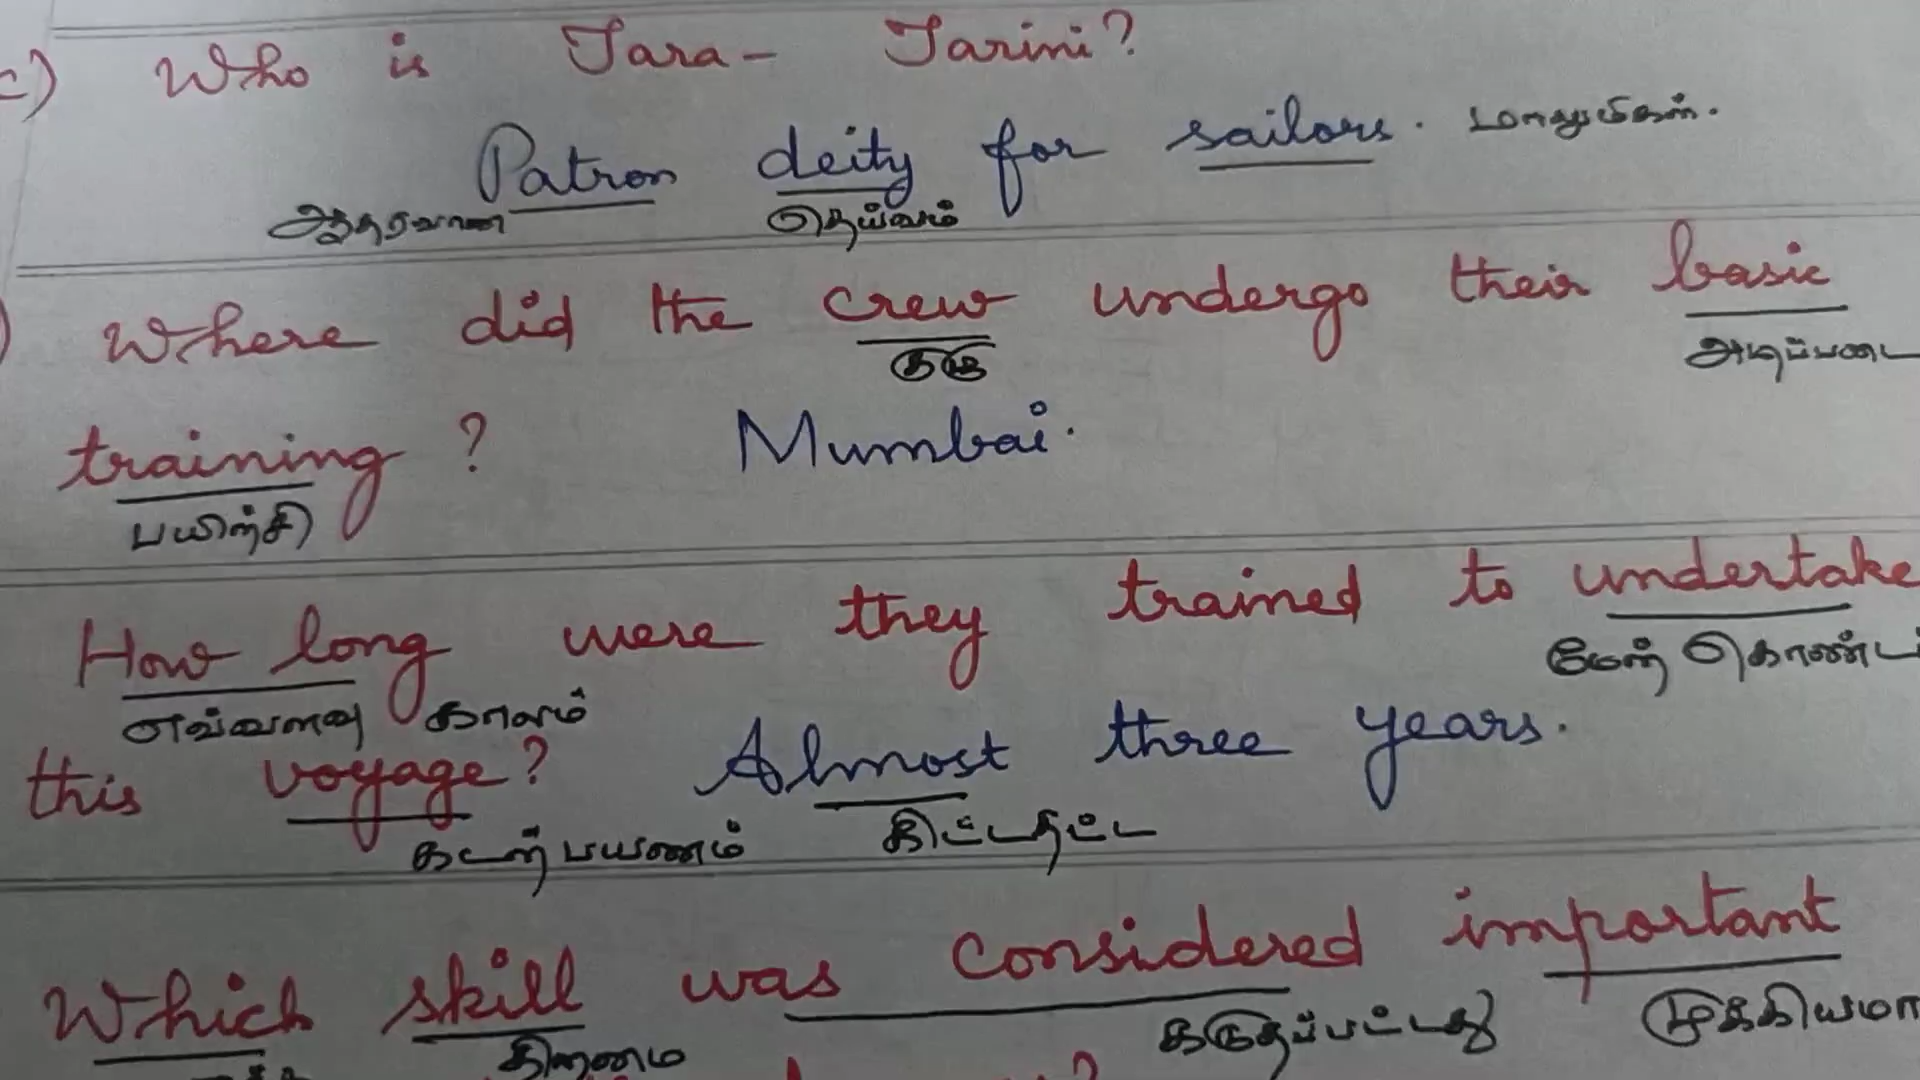 c) Who is Tara- Tarini?
Patron deity for sailors. மாலுமிகள்.
ஆதரவான தெய்வம்
) Where did the crew undergo their basic
குழு அடிப்படை
training? Mumbai.
பயிற்சி
How long were they trained to undertake
மேற் கொண்ட
எவ்வளவு காலம்
this voyage? Almost three years.
கடற் பயணம் கிட்டதட்ட
Which skill was considered important
திறமை கருதப்பட்டது முக்கியமா